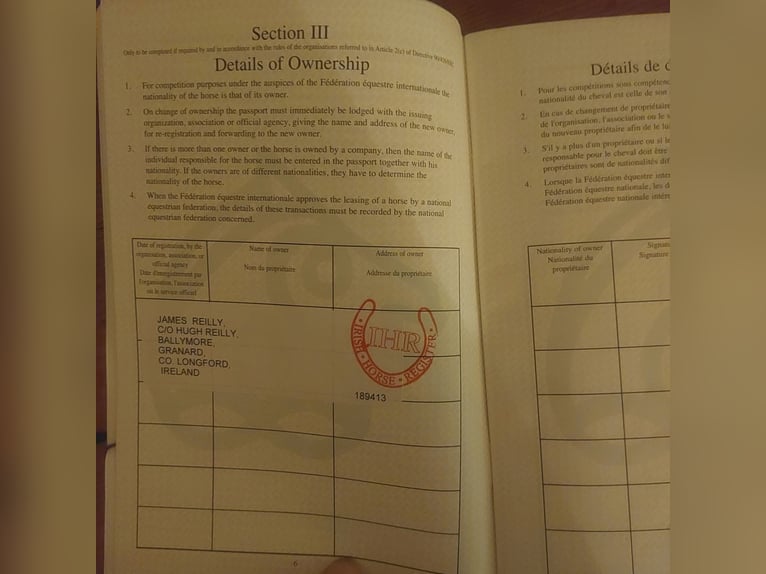 Section III
Only to be completed if required by and in accordance with the rules of the organisations referred to in Article 2(c) of Directive
Details of Ownership
1. For competition purposes under the auspices of the Fédération équestre internationale the
nationality of the horse is that of its owner.
2. On change of ownership the passport must immediately be lodged with the issuing
organization, association or official agency, giving the name and address of the new owner,
for re-registration and forwarding to the new owner.
3. If there is more than one owner or the horse is owned by a company, then the name of the
individual responsible for the horse must be entered in the passport together with his
nationality. If the owners are of different nationalities, they have to determine the
nationality of the horse.
4. When the Fédération équestre internationale approves the leasing of a horse by a national
equestrian federation, the details of these transactions must be recorded by the national
equestrian federation concerned.
Date of registration, by the
organisation, association, or
official agency
Date d'enregistrement par
l'organisation, l'association
ou le service officiel
Name of owner
Nom du propriétaire
Address of owner
Adresse du propriétaire
JAMES REILLY,
C/O HUGH REILLY,
BALLYMORE,
GRANARD,
CO. LONGFORD,
IRELAND
IHR
IRISH HORSE REGISTER
189413
6
Détails de
1. Pour les compétitions sous
nationalité du cheval est celle de son
2. En cas de changement de propriétaire
de l'organisation, l'association ou le
du nouveau propriétaire afin de le
3. S'il y a plus d'un propriétaire ou si
responsable pour le cheval doit être
propriétaires sont de nationalités
4. Lorsque la Fédération équestre
Fédération équestre nationale, les
Fédération équestre nationale
Nationality of owner
Nationalité du
propriétaire
Signature